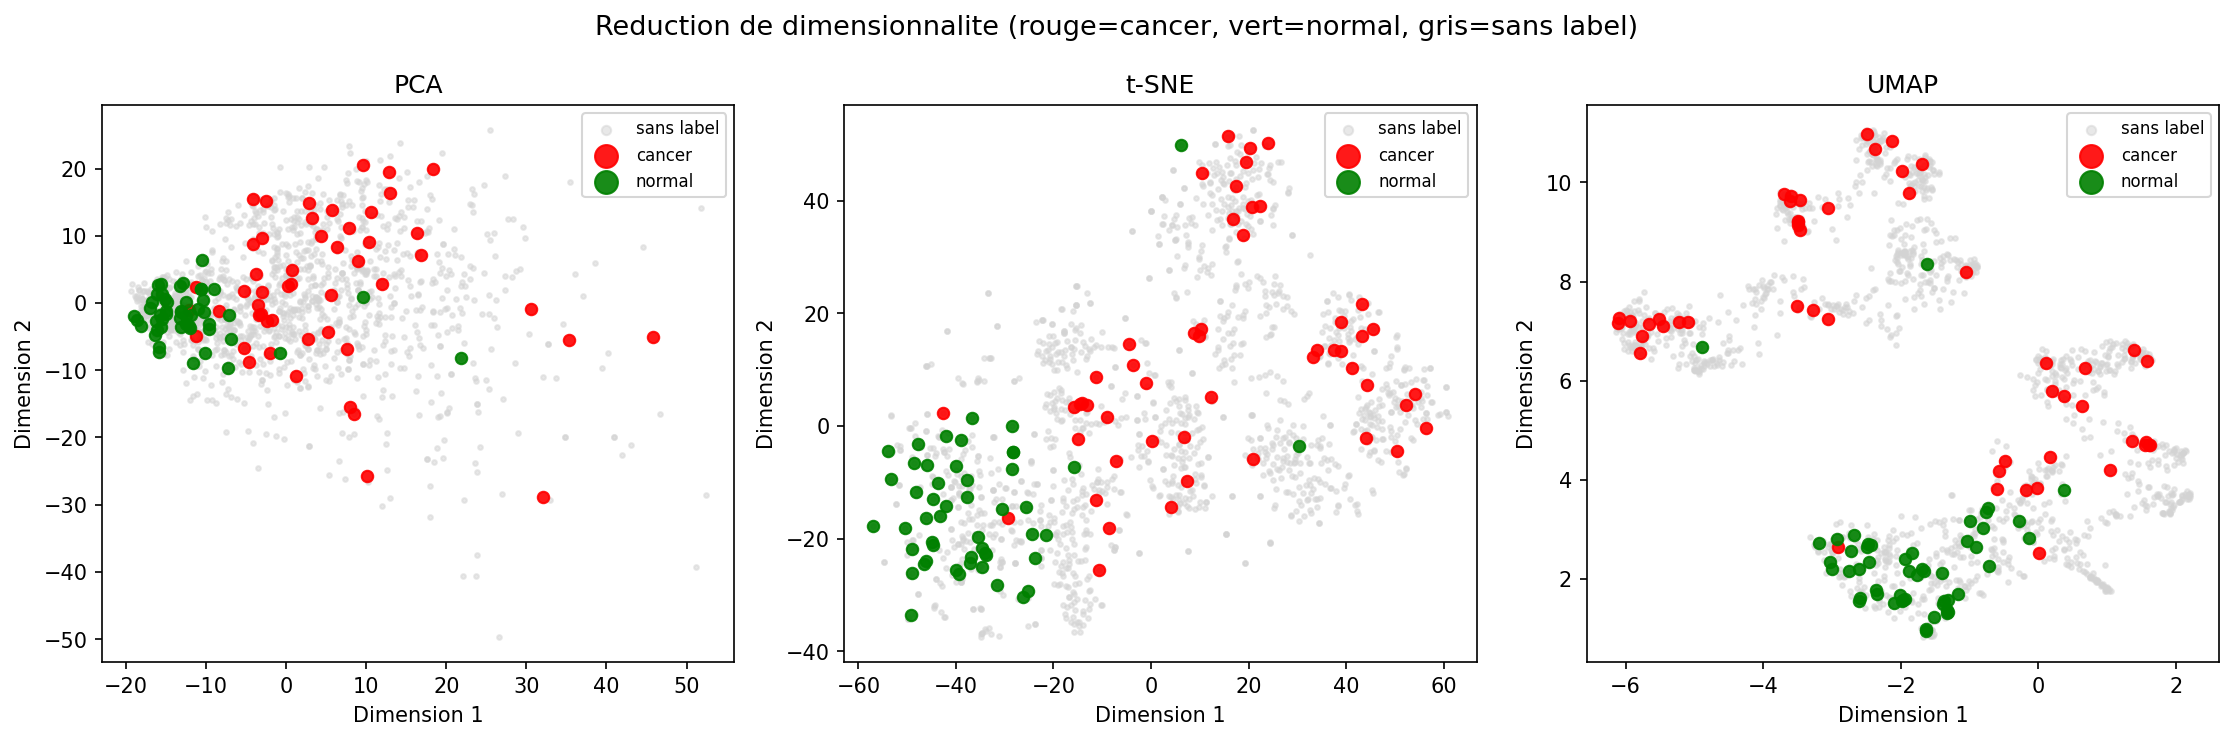 Reduction de dimensionnalite (rouge=cancer, vert=normal, gris=sans label)
PCA
sans label
cancer
normal
20
10
0
−10
−20
−30
−40
−50
Dimension 2
−20 −10 0 10 20 30 40 50
Dimension 1
t-SNE
sans label
cancer
normal
40
20
0
−20
−40
Dimension 2
−60 −40 −20 0 20 40 60
Dimension 1
UMAP
sans label
cancer
normal
10
8
6
4
2
Dimension 2
−6 −4 −2 0 2
Dimension 1